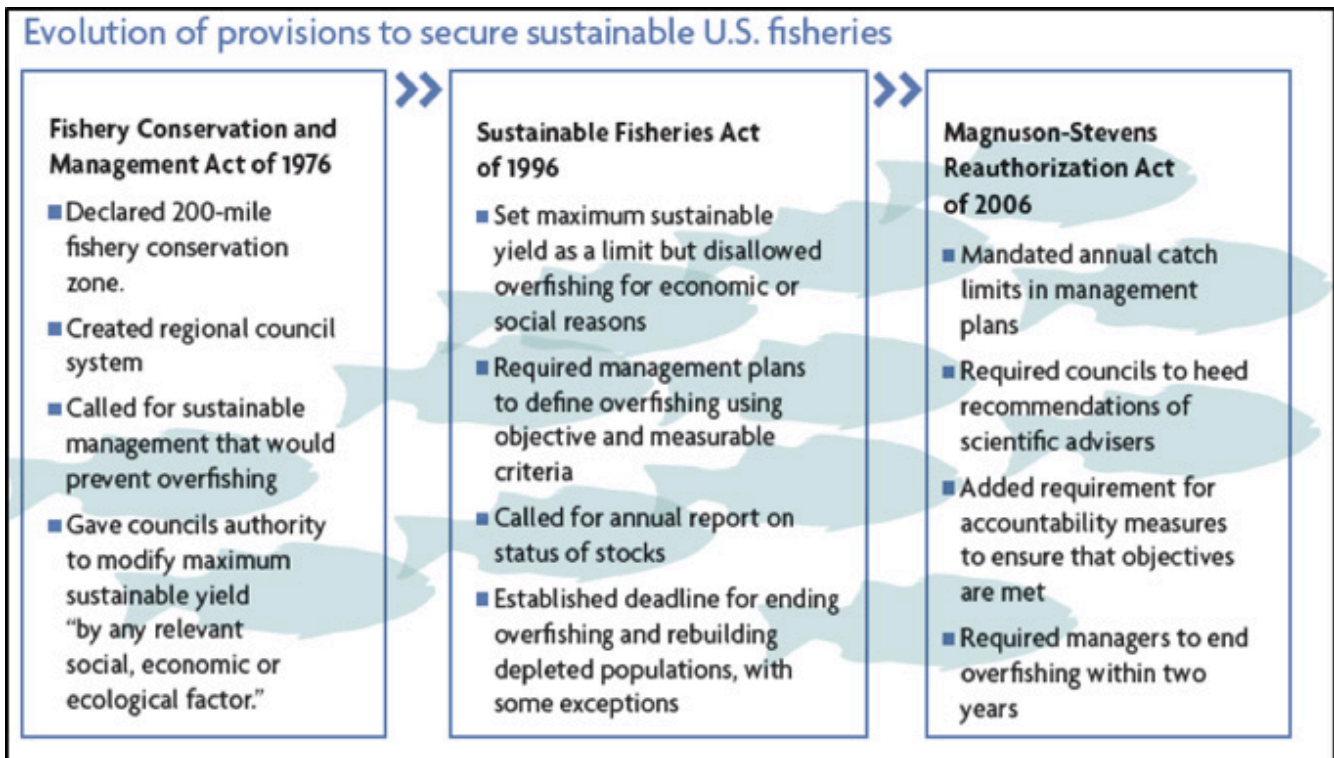 Evolution of provisions to secure sustainable U.S. fisheries
Fishery Conservation and
Management Act of 1976
Declared 200-mile
fishery conservation
zone.
Created regional council
system
Called for sustainable
management that would
prevent overfishing
Gave councils authority
to modify maximum
sustainable yield
“by any relevant
social, economic or
ecological factor.”
Sustainable Fisheries Act
of 1996
Set maximum sustainable
yield as a limit but disallowed
overfishing for economic or
social reasons
Required management plans
to define overfishing using
objective and measurable
criteria
Called for annual report on
status of stocks
Established deadline for ending
overfishing and rebuilding
depleted populations, with
some exceptions
Magnuson-Stevens
Reauthorization Act
of 2006
Mandated annual catch
limits in management
plans
Required councils to heed
recommendations of
scientific advisers
Added requirement for
accountability measures
to ensure that objectives
are met
Required managers to end
overfishing within two
years